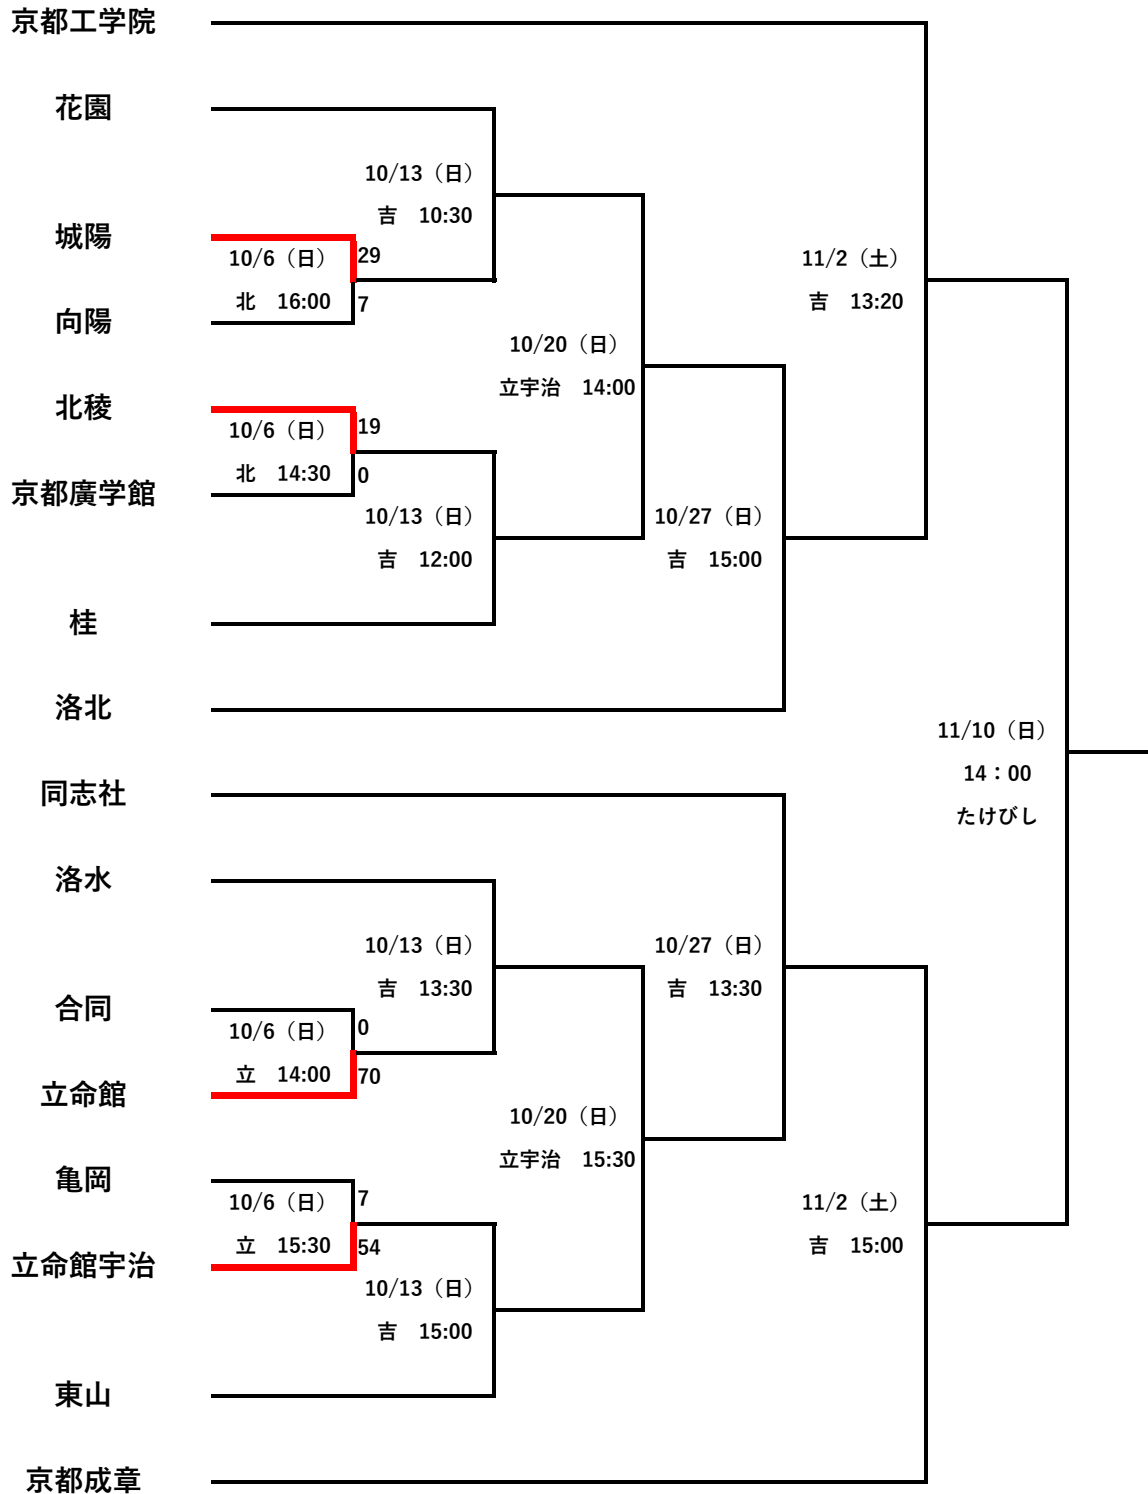 京都工学院
花園
10/13（日）
吉　10:30
城陽
10/6（日）
29
北　16:00
7
向陽
11/2（土）
吉　13:20
10/20（日）
立宇治　14:00
北稜
10/6（日）
19
北　14:30
0
京都廣学館
10/13（日）
吉　12:00
10/27（日）
吉　15:00
桂
洛北
11/10（日）
14：00
たけびし
同志社
洛水
10/13（日）
吉　13:30
10/27（日）
吉　13:30
合同
10/6（日）
0
立　14:00
70
立命館
10/20（日）
立宇治　15:30
亀岡
10/6（日）
7
立　15:30
54
立命館宇治
11/2（土）
吉　15:00
10/13（日）
吉　15:00
東山
京都成章